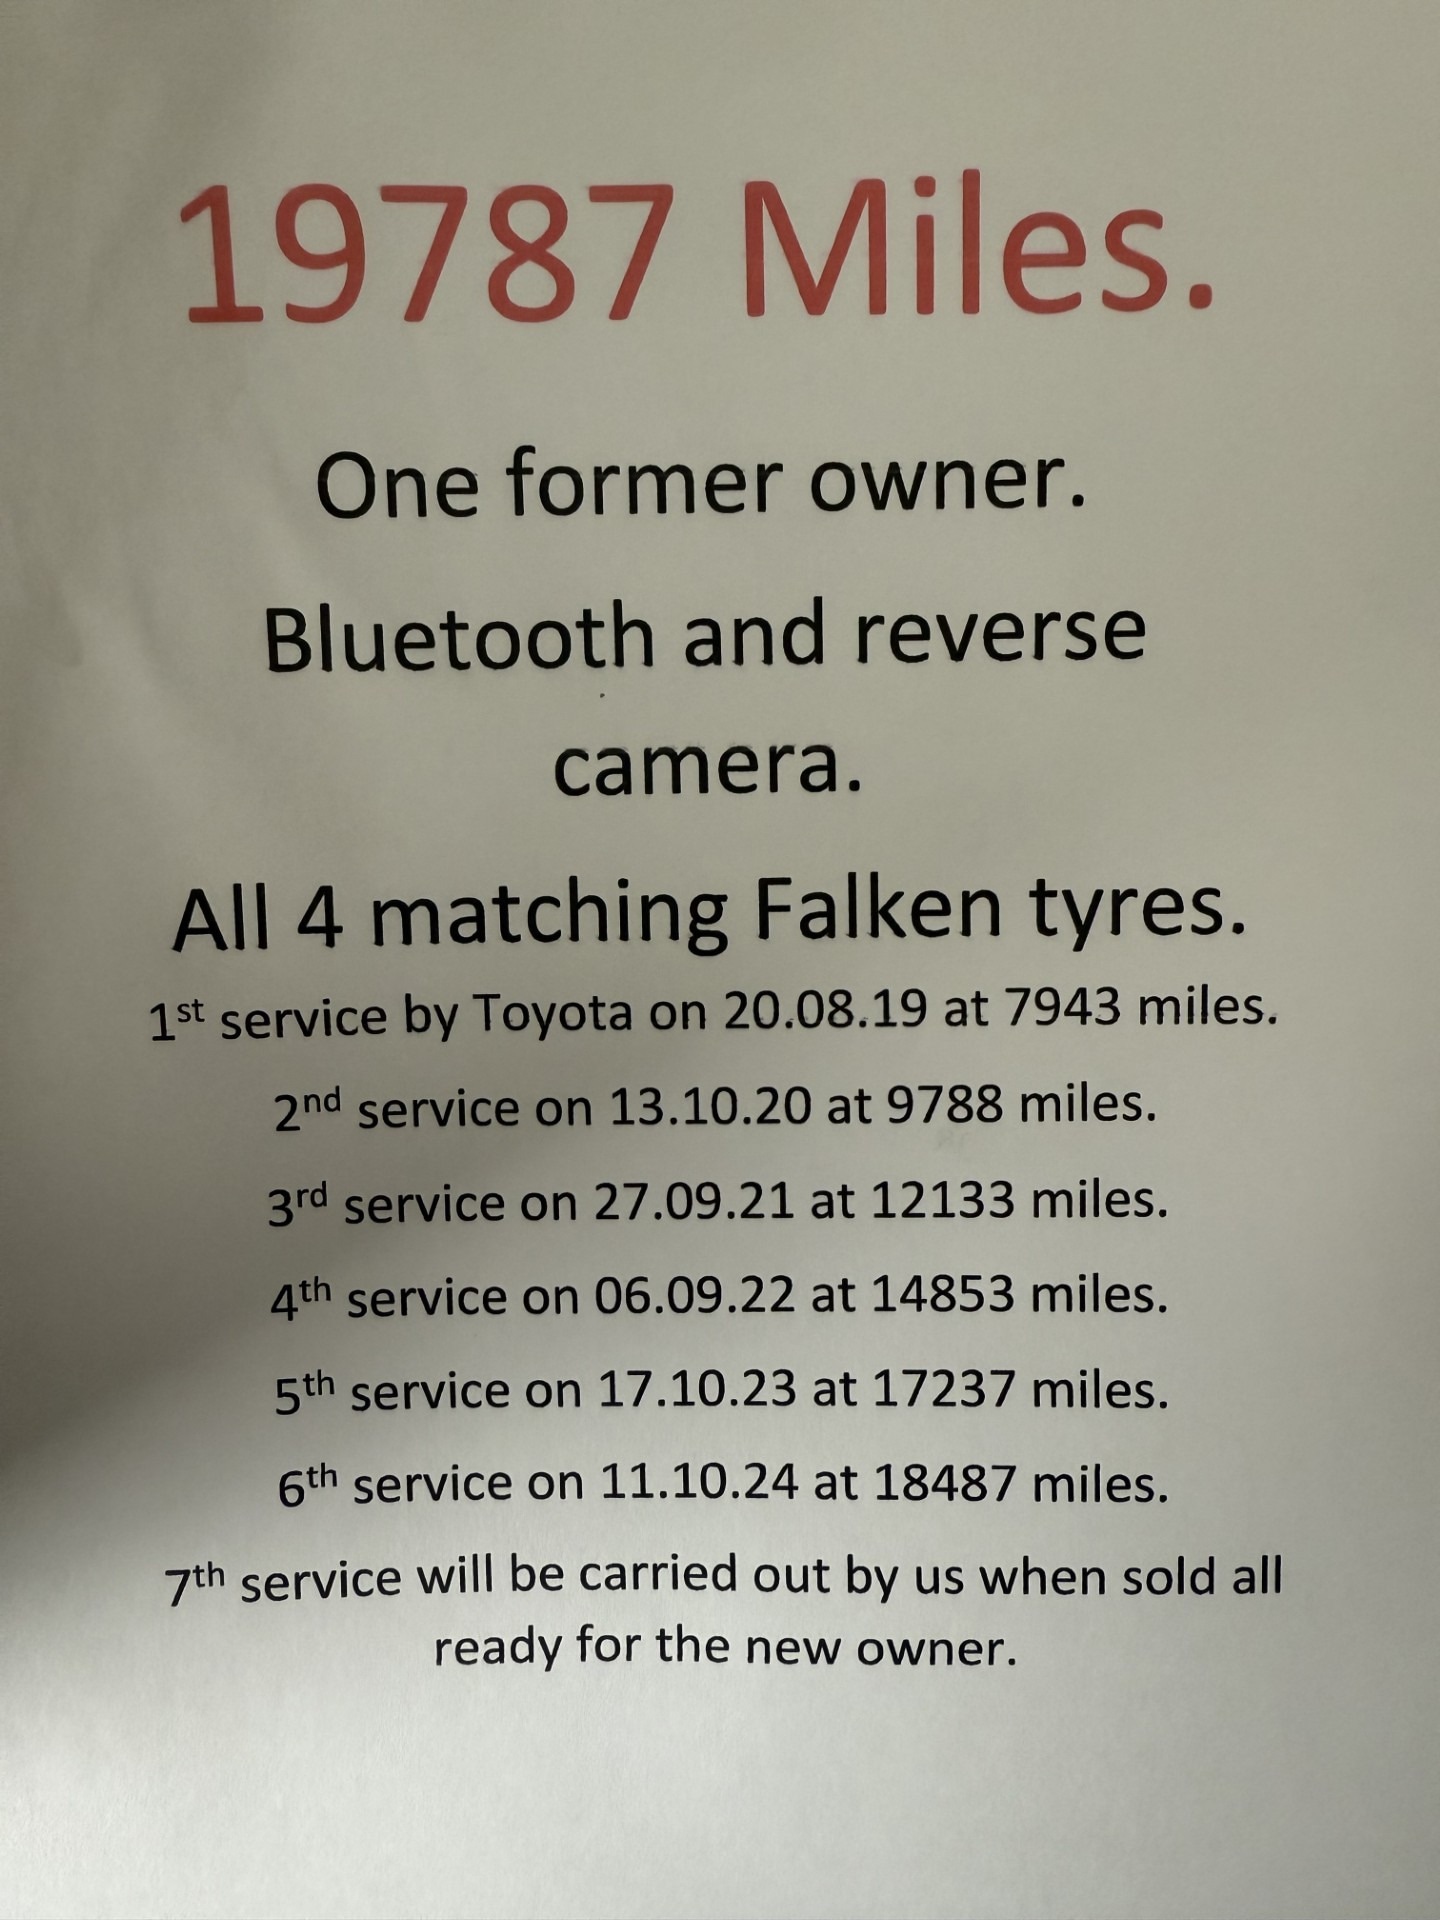 19787 Miles.
One former owner.
Bluetooth and reverse
camera.
All 4 matching Falken tyres.
1st service by Toyota on 20.08.19 at 7943 miles.
2nd service on 13.10.20 at 9788 miles.
3rd service on 27.09.21 at 12133 miles.
4th service on 06.09.22 at 14853 miles.
5th service on 17.10.23 at 17237 miles.
6th service on 11.10.24 at 18487 miles.
7th service will be carried out by us when sold all
ready for the new owner.